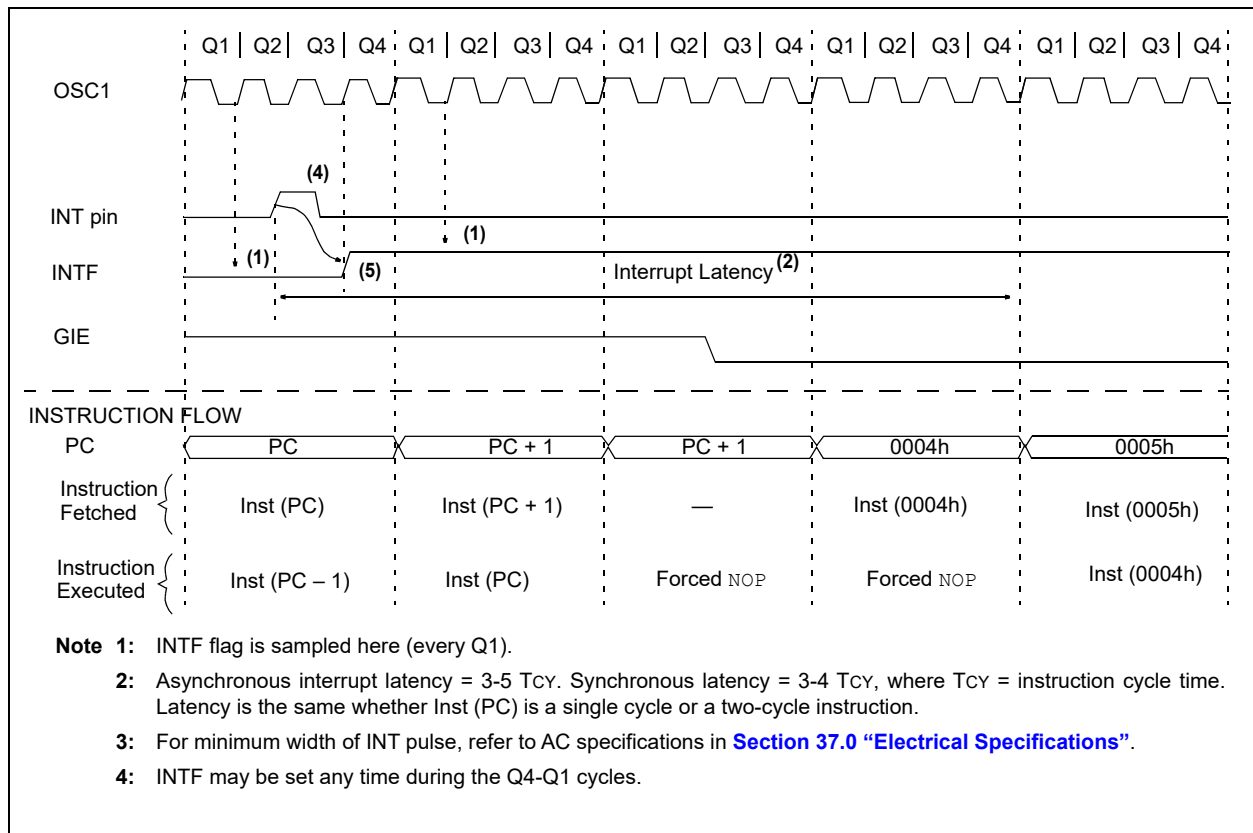 Q1 | Q2 | Q3 | Q4 Q1 | Q2 | Q3 | Q4 Q1 | Q2 | Q3 | Q4 Q1 | Q2 | Q3 | Q4 Q1 | Q2 | Q3 | Q4
OSC1
(4)
INT pin
(1) (1)
INTF (5) Interrupt Latency (2)
GIE
INSTRUCTION FLOW
PC PC PC + 1 PC + 1 0004h 0005h
Instruction
Fetched
Inst (PC) Inst (PC + 1) — Inst (0004h) Inst (0005h)
Instruction
Executed
Inst (PC – 1) Inst (PC) Forced NOP Forced NOP Inst (0004h)
Note 1: INTF flag is sampled here (every Q1).
2: Asynchronous interrupt latency = 3-5 TCY. Synchronous latency = 3-4 TCY, where TCY = instruction cycle time.
Latency is the same whether Inst (PC) is a single cycle or a two-cycle instruction.
3: For minimum width of INT pulse, refer to AC specifications in Section 37.0 “Electrical Specifications”.
4: INTF may be set any time during the Q4-Q1 cycles.